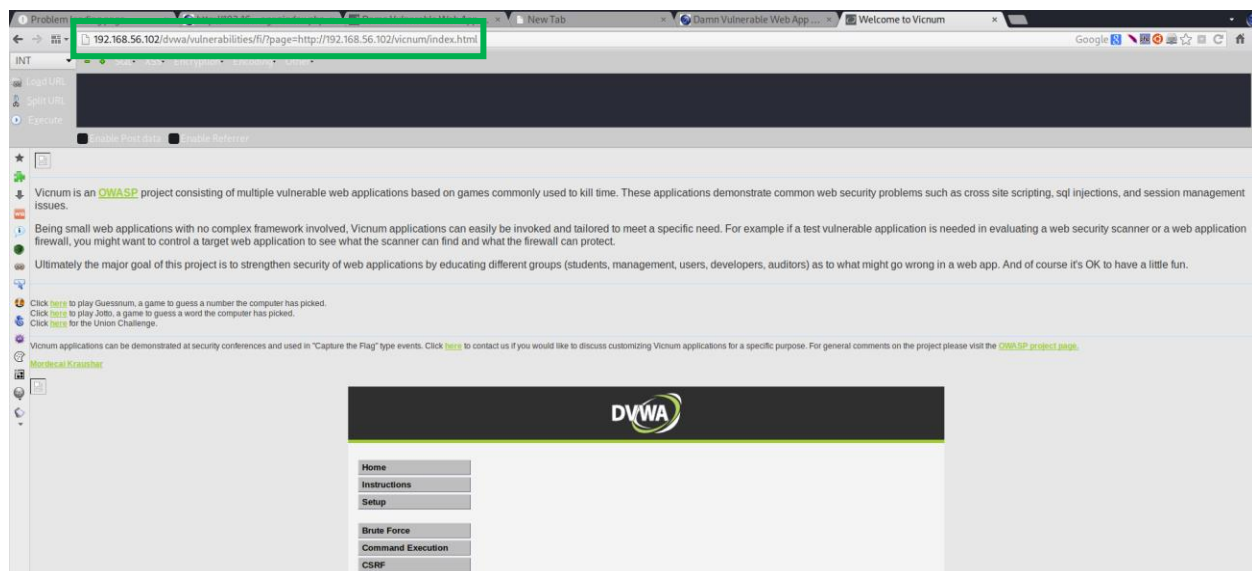 Problem
New Tab
Damn Vulnerable Web App ...
Welcome to Vicnum
192.168.56.102/dvwa/vulnerabilities/fi/?page=http://192.168.56.102/vicnum/index.html
Google
INT
Load URL
Split URL
Execute
Enable Post data
Enable Referrer
Vicnum is an OWASP project consisting of multiple vulnerable web applications based on games commonly used to kill time. These applications demonstrate common web security problems such as cross site scripting, sql injections, and session management
issues.
Being small web applications with no complex framework involved, Vicnum applications can easily be invoked and tailored to meet a specific need. For example if a test vulnerable application is needed in evaluating a web security scanner or a web application
firewall, you might want to control a target web application to see what the scanner can find and what the firewall can protect.
Ultimately the major goal of this project is to strengthen security of web applications by educating different groups (students, management, users, developers, auditors) as to what might go wrong in a web app. And of course it's OK to have a little fun.
Click here to play Guessnum, a game to guess a number the computer has picked.
Click here to play Jotto, a game to guess a word the computer has picked.
Click here for the Union Challenge.
Vicnum applications can be demonstrated at security conferences and used in "Capture the Flag" type events. Click here to contact us if you would like to discuss customizing Vicnum applications for a specific purpose. For general comments on the project please visit the OWASP project page.
Mordecai Kraushar
DVWA
Home
Instructions
Setup
Brute Force
Command Execution
CSRF